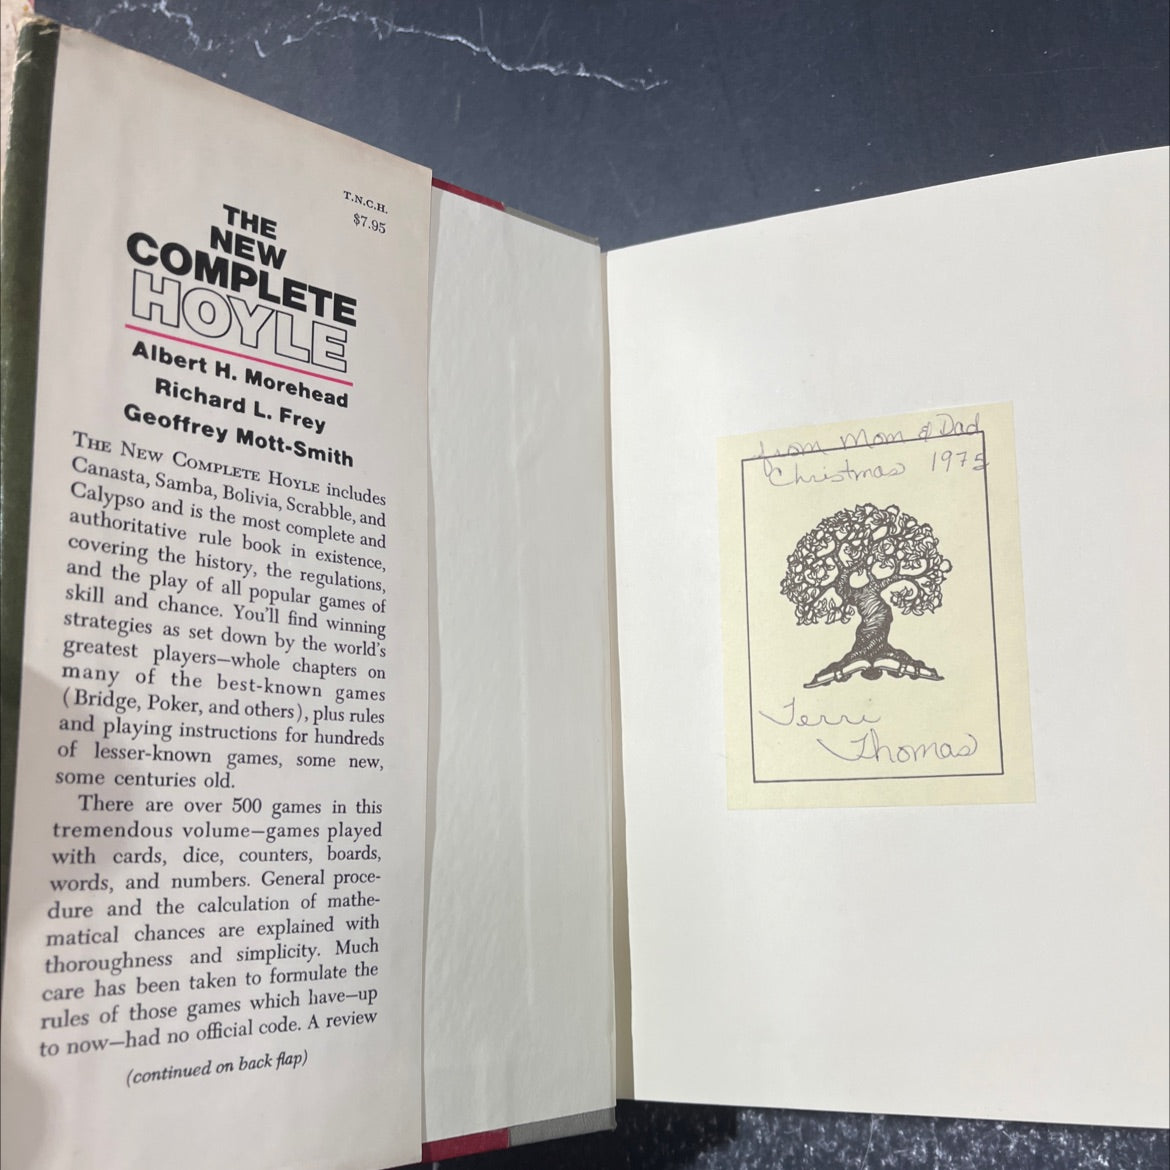 T.N.C.H.
$7.95
THE
NEW
COMPLETE
HOYLE
Albert H. Morehead
Richard L. Frey
Geoffrey Mott-Smith
THE NEW COMPLETE HOYLE includes
Canasta, Samba, Bolivia, Scrabble, and
Calypso and is the most complete and
authoritative rule book in existence,
covering the history, the regulations,
and the play of all popular games of
skill and chance. You'll find winning
strategies as set down by the world's
greatest players—whole chapters on
many of the best-known games
(Bridge, Poker, and others), plus rules
and playing instructions for hundreds
of lesser-known games, some new,
some centuries old.
There are over 500 games in this
tremendous volume—games played
with cards, dice, counters, boards,
words, and numbers. General proce-
dure and the calculation of mathe-
matical chances are explained with
thoroughness and simplicity. Much
care has been taken to formulate the
rules of those games which have—up
to now—had no official code. A review
(continued on back flap)
from Mom & Dad
Christmas 1975
Terri
Thomas